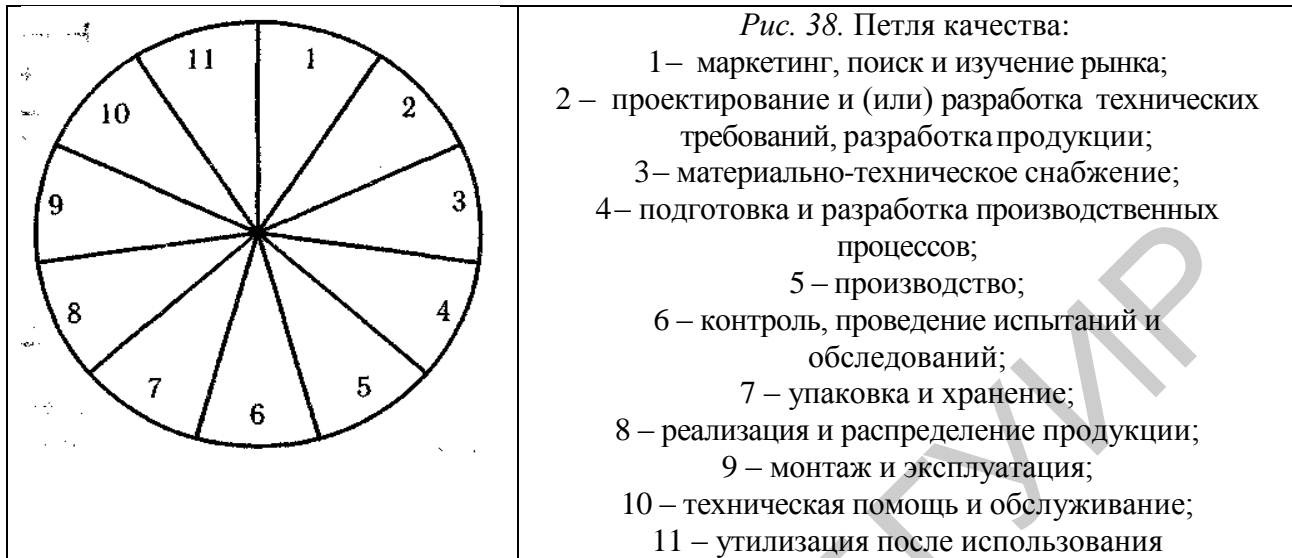 11
1
10
2
9
3
8
4
7
5
6
Рис. 38. Петля качества:
1 – маркетинг, поиск и изучение рынка;
2 – проектирование и (или) разработка технических
требований, разработка продукции;
3 – материально-техническое снабжение;
4 – подготовка и разработка производственных
процессов;
5 – производство;
6 – контроль, проведение испытаний и
обследований;
7 – упаковка и хранение;
8 – реализация и распределение продукции;
9 – монтаж и эксплуатация;
10 – техническая помощь и обслуживание;
11 – утилизация после использования
ГУИР